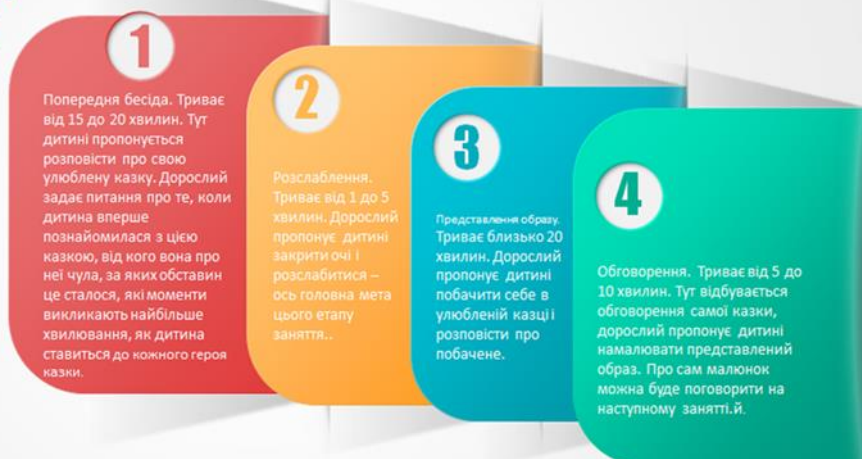 1
Попередня бесіда. Триває
від 15 до 20 хвилин. Тут
дитині пропонується
розповісти про свою
улюблену казку. Дорослий
задає питання про те, коли
дитина вперше
познайомилася з цією
казкою, від кого вона про
неї чула, за яких обставин
це сталося, які моменти
викликають найбільше
хвилювання, як дитина
ставиться до кожного героя
казки.
2
Розслаблення.
Триває від 1 до 5
хвилин. Дорослий
пропонує дитині
закрити очі і
розслабитися –
ось головна мета
цього етапу
заняття..
3
Представлення образу.
Триває близько 20
хвилин. Дорослий
пропонує дитині
побачити себе в
улюбленій казці і
розповісти про
побачене.
4
Обговорення. Триває від 5 до
10 хвилин. Тут відбувається
обговорення самої казки,
дорослий пропонує дитині
намалювати представлений
образ. Про сам малюнок
можна буде поговорити на
наступному занятті.й.